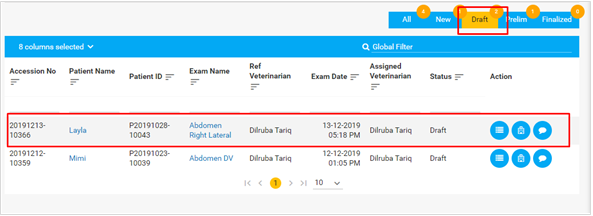 4 2 1 0
All New Draft Prelim Finalized
8 columns selected Global Filter
Accession No Patient Name Patient ID Exam Name Ref Veterinarian Exam Date Assigned Veterinarian Status Action
20191213-10366 Layla P20191028-10043 Abdomen Right Lateral Dilruba Tariq 13-12-2019 05:18 PM Dilruba Tariq Draft
20191212-10359 Mimi P20191023-10039 Abdomen DV Dilruba Tariq 12-12-2019 01:05 PM Dilruba Tariq Draft
1 10